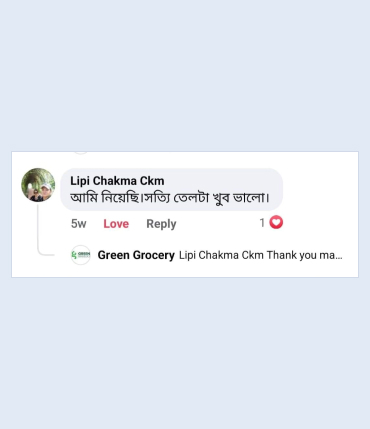 Lipi Chakma Ckm
আমি নিয়েছি।সত্যি তেলটা খুব ভালো।
5w Love Reply 1
Green Grocery Lipi Chakma Ckm Thank you ma...